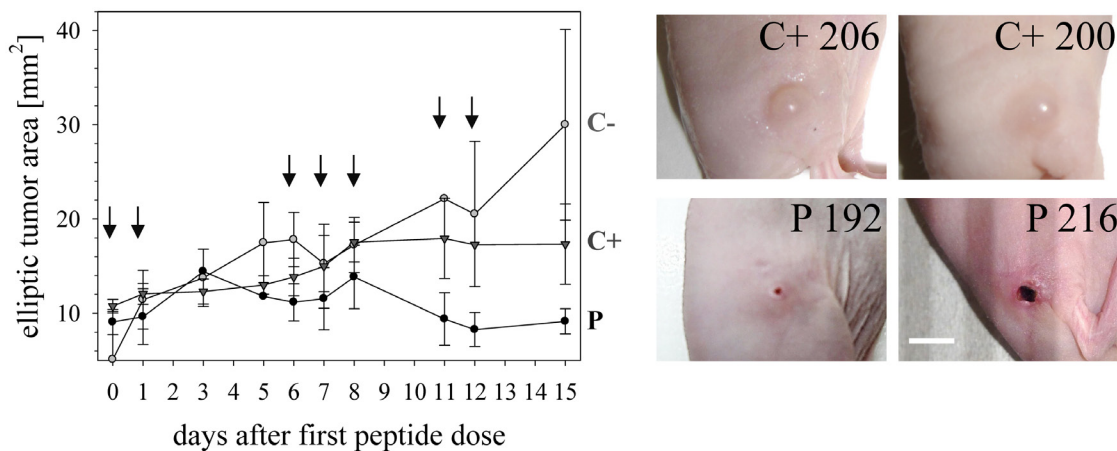 elliptic tumor area [mm²]
40
30
20
10
0 1 2 3 4 5 6 7 8 9 10 11 12 13 14 15
days after first peptide dose
C-
C+
P
C+ 206
C+ 200
P 192
P 216